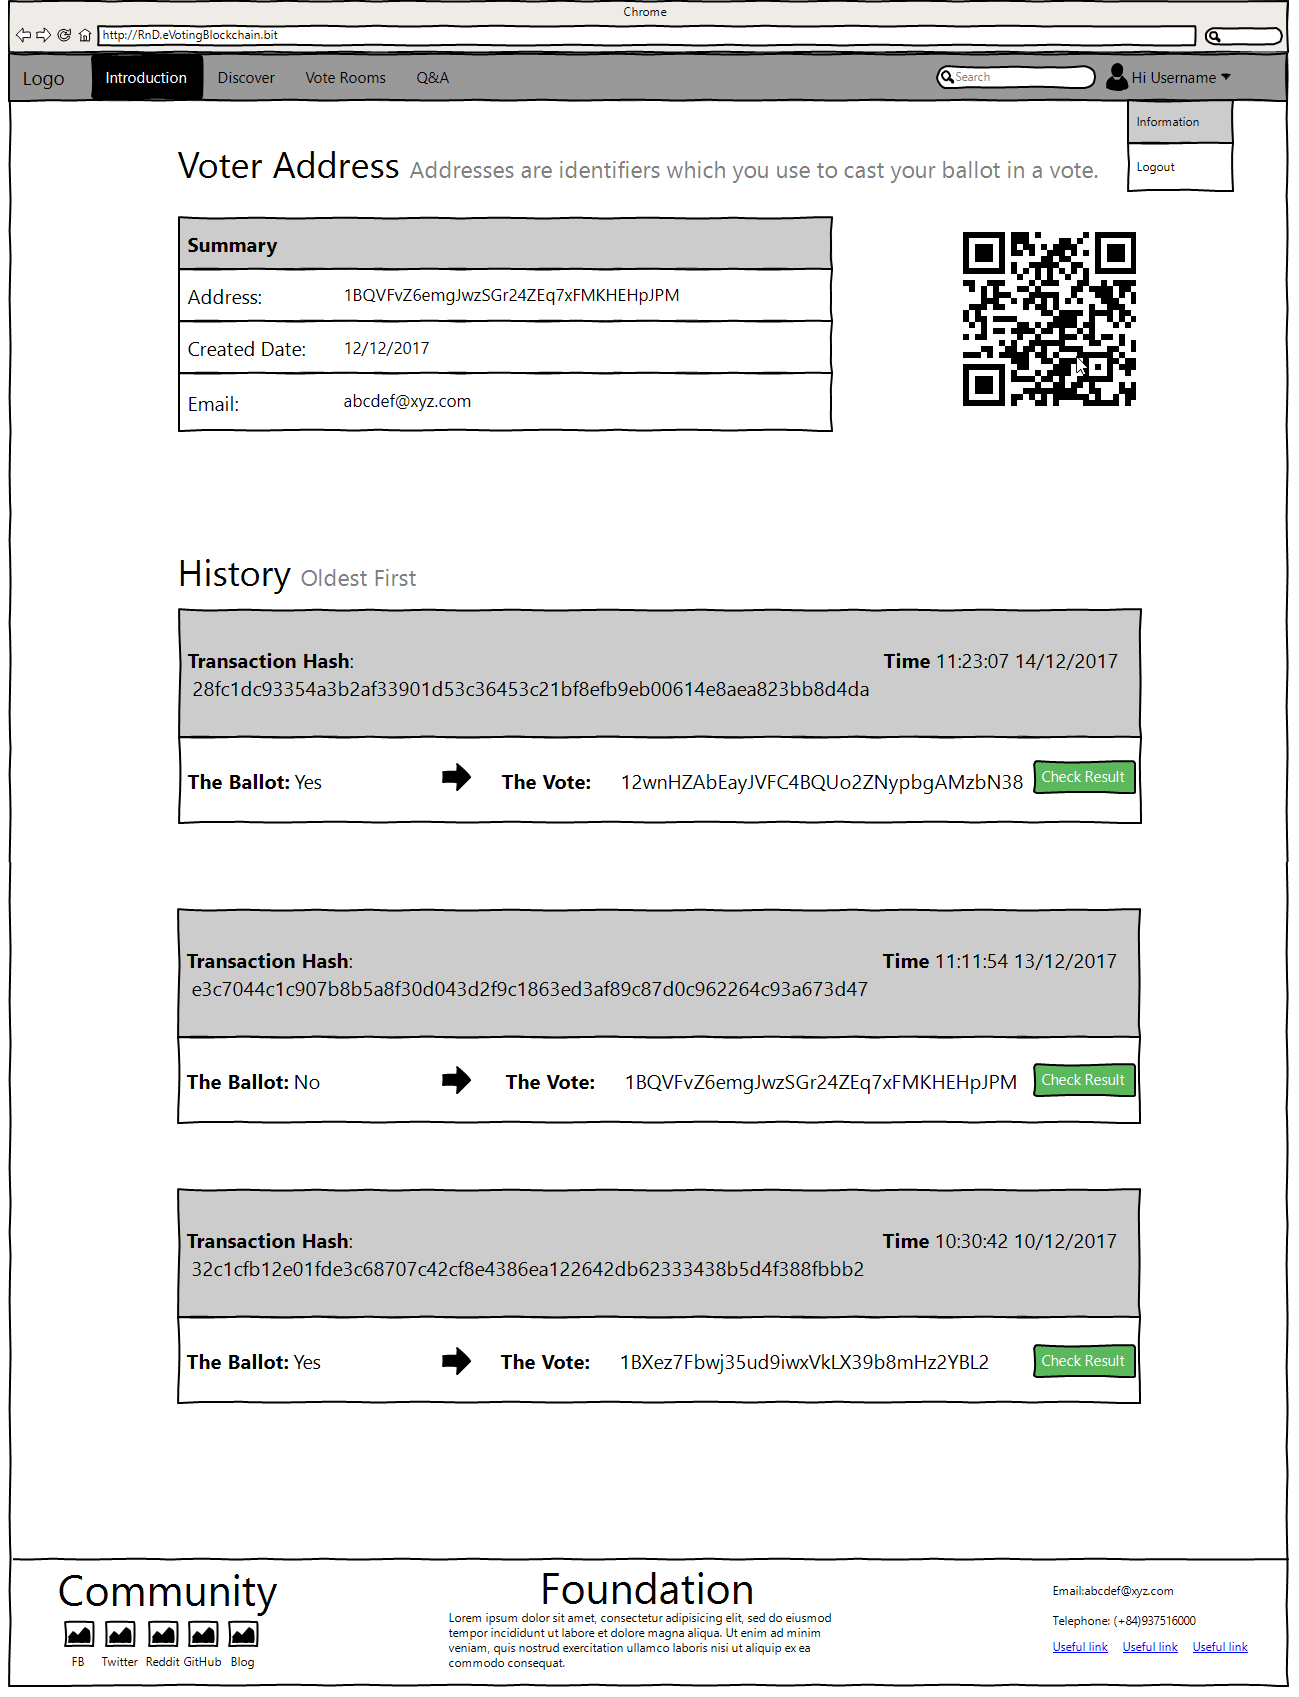 Chrome
http://RnD.eVotingBlockchain.bit
Logo Introduction Discover Vote Rooms Q&A Search Hi Username
Information
Logout
Voter Address Addresses are identifiers which you use to cast your ballot in a vote.
Summary
Address: 1BQVFvZ6emgJwzSGr24ZEq7xFMKHEHpJPM
Created Date: 12/12/2017
Email: abcdef@xyz.com
History Oldest First
Transaction Hash: Time 11:23:07 14/12/2017
28fc1dc93354a3b2af33901d53c36453c21bf8efb9eb00614e8aea823bb8d4da
The Ballot: Yes The Vote: 12wnHZAbEayJVFC4BQUo2ZNypbgAMzbN38 Check Result
Transaction Hash: Time 11:11:54 13/12/2017
e3c7044c1c907b8b5a8f30d043d2f9c1863ed3af89c87d0c962264c93a673d47
The Ballot: No The Vote: 1BQVFvZ6emgJwzSGr24ZEq7xFMKHEHpJPM Check Result
Transaction Hash: Time 10:30:42 10/12/2017
32c1cfb12e01fde3c68707c42cf8e4386ea122642db62333438b5d4f388fbbb2
The Ballot: Yes The Vote: 1BXez7Fbwj35ud9iwxVkLX39b8mHz2YBL2 Check Result
Community
FB Twitter Reddit GitHub Blog
Foundation
Lorem ipsum dolor sit amet, consectetur adipisicing elit, sed do eiusmod
tempor incididunt ut labore et dolore magna aliqua. Ut enim ad minim
veniam, quis nostrud exercitation ullamco laboris nisi ut aliquip ex ea
commodo consequat.
Email:abcdef@xyz.com
Telephone: (+84)937516000
Useful link Useful link Useful link